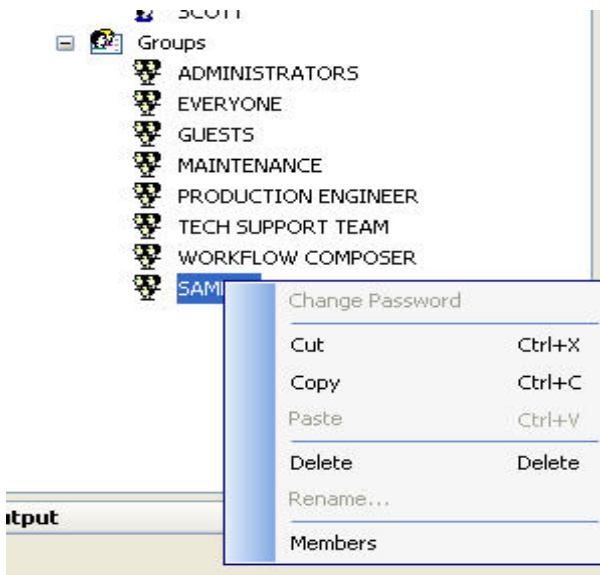 SCOTT
Groups
ADMINISTRATORS
EVERYONE
GUESTS
MAINTENANCE
PRODUCTION ENGINEER
TECH SUPPORT TEAM
WORKFLOW COMPOSER
Change Password
Cut Ctrl+X
Copy Ctrl+C
Paste Ctrl+V
Delete Delete
Rename...
Members